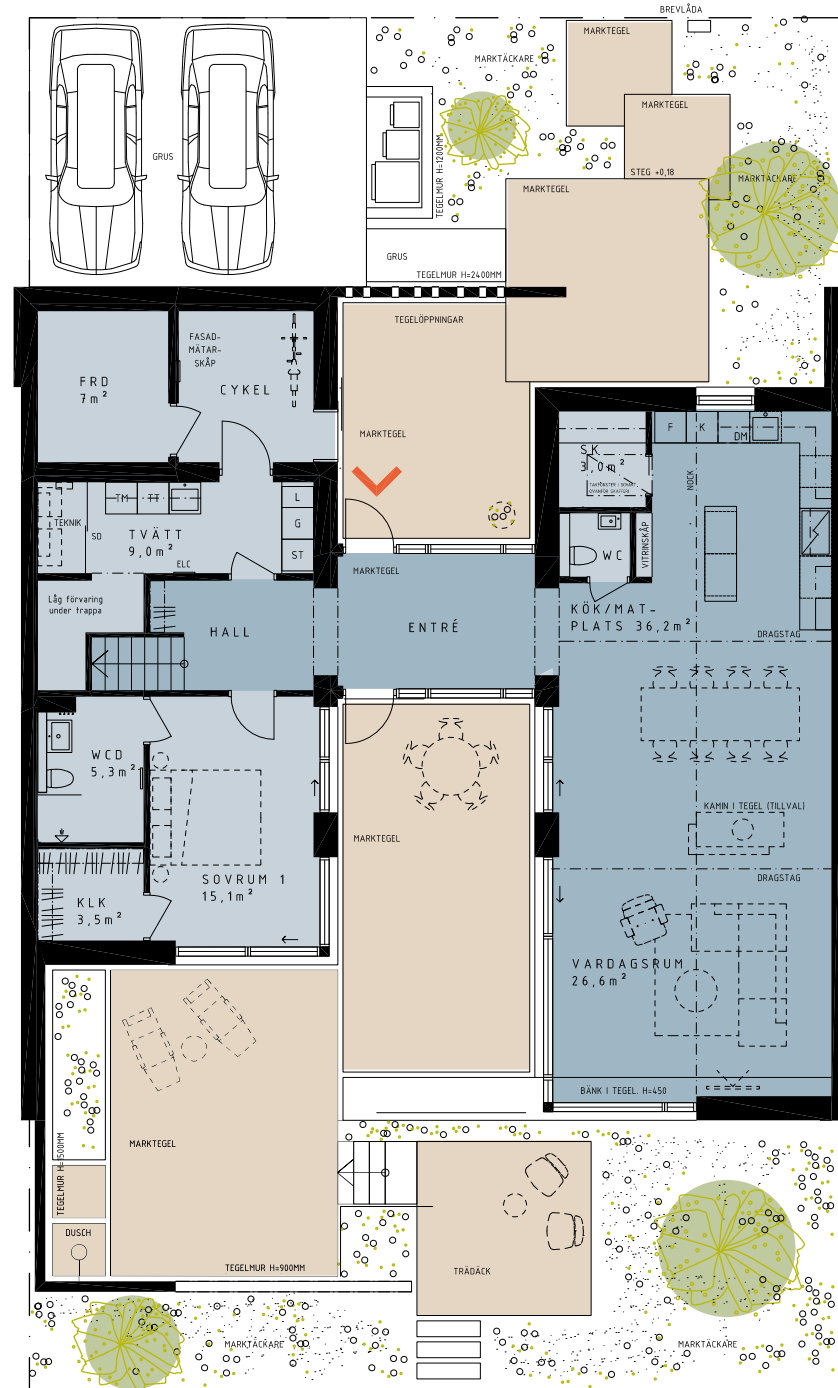 BREVLÅDA
MARKTEGEL
MARKTÄCKARE
MARKTEGEL
GRUS
TEGELMUR H=1200MM
STEG +0,18
MARKTÄCKARE
MARKTEGEL
GRUS
TEGELMUR H=2400MM
TEGELÖPPNINGAR
FASAD-
MÄTAR-
SKÅP
FRD
7m²
CYKEL
MARKTEGEL
F
K
DM
SK
3,0m²
NOCK
TEKNIK
SD
TM
TT
L
G
ST
TVÄTT
9,0m²
ELC
WC
VITRINSKÅP
MARKTEGEL
Låg förvaring
under trappa
HALL
ENTRÉ
KÖK/MAT-
PLATS 36,2m²
DRAGSTAG
WCD
5,3m²
KAMIN I TEGEL (TILLVAL)
MARKTEGEL
SOVRUM 1
15,1m²
DRAGSTAG
KLK
3,5m²
VARDAGSRUM
26,6m²
BÄNK I TEGEL. H=450
MARKTEGEL
TEGELMUR H=1500MM
DUSCH
TEGELMUR H=900MM
TRÄDÄCK
MARKTÄCKARE
MARKTÄCKARE